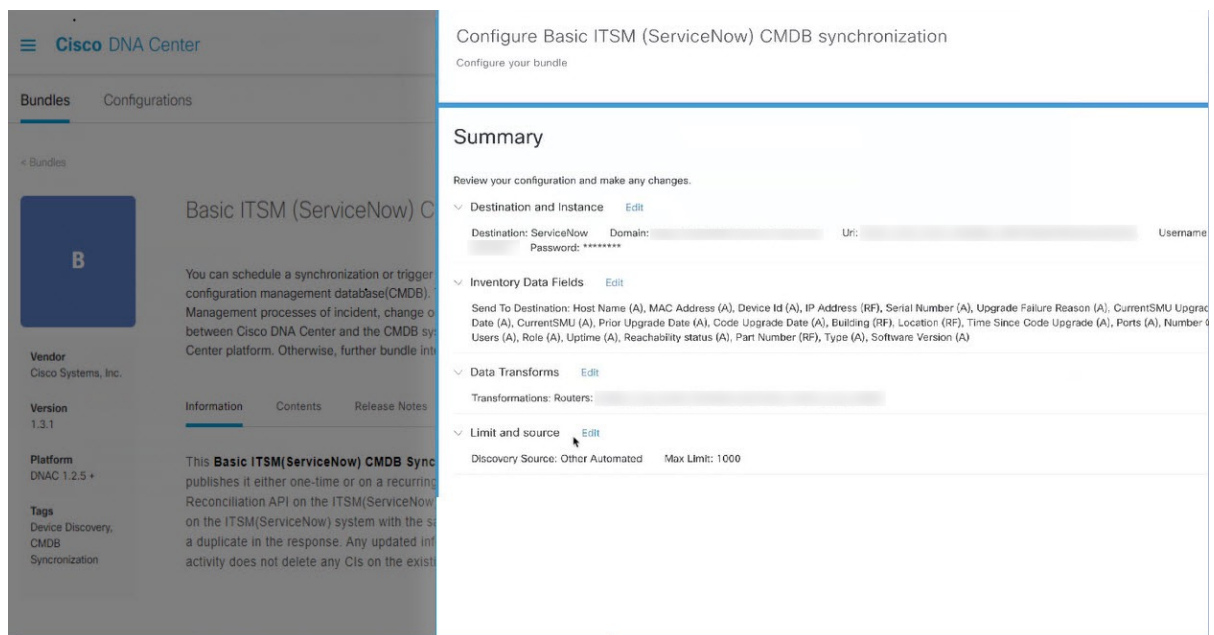 Cisco DNA Center
Bundles Configurations
< Bundles
B
Vendor
Cisco Systems, Inc.
Version
1.3.1
Platform
DNAC 1.2.5 +
Tags
Device Discovery,
CMDB
Syncronization
Basic ITSM (ServiceNow) C
You can schedule a synchronization or trigger
configuration management database(CMDB).
Management processes of incident, change o
between Cisco DNA Center and the CMDB sy
Center platform. Otherwise, further bundle int
Information Contents Release Notes
This Basic ITSM(ServiceNow) CMDB Sync
publishes it either one-time or on a recurring
Reconciliation API on the ITSM(ServiceNow
on the ITSM(ServiceNow) system with the sa
a duplicate in the response. Any updated inf
activity does not delete any CIs on the existi
Configure Basic ITSM (ServiceNow) CMDB synchronization
Configure your bundle
Summary
Review your configuration and make any changes.
Destination and Instance Edit
Destination: ServiceNow Domain: Url: Username
Password: ********
Inventory Data Fields Edit
Send To Destination: Host Name (A), MAC Address (A), Device Id (A), IP Address (RF), Serial Number (A), Upgrade Failure Reason (A), CurrentSMU Upgrad
Date (A), CurrentSMU (A), Prior Upgrade Date (A), Code Upgrade Date (A), Building (RF), Location (RF), Time Since Code Upgrade (A), Ports (A), Number
Users (A), Role (A), Uptime (A), Reachability status (A), Part Number (RF), Type (A), Software Version (A)
Data Transforms Edit
Transformations: Routers:
Limit and source Edit
Discovery Source: Other Automated Max Limit: 1000